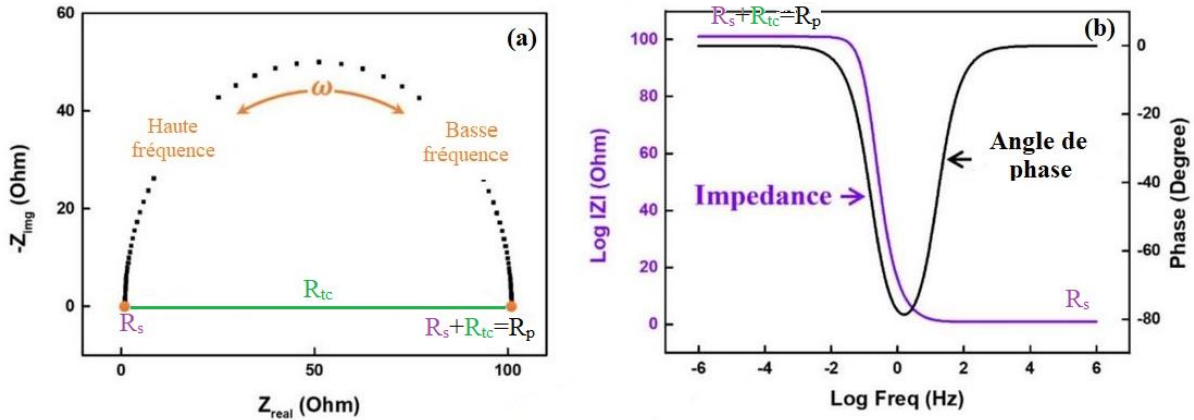 (a)
60
40
20
0
-Z_img (Ohm)
ω
Haute
fréquence
Basse
fréquence
R_tc
R_s
R_s+R_tc=R_p
0
50
100
Z_real (Ohm)
R_s+R_tc=R_p
(b)
100
80
60
40
20
0
Log IZI (Ohm)
Impedance
Angle de
phase
R_s
0
-20
-40
-60
-80
Phase (Degree)
-6
-4
-2
0
2
4
6
Log Freq (Hz)